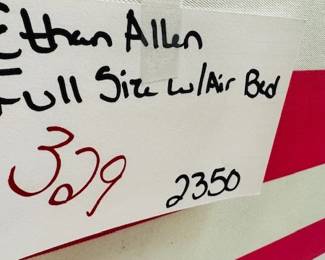 Ethan Allen
Full Size w/Air Bed
329
2350